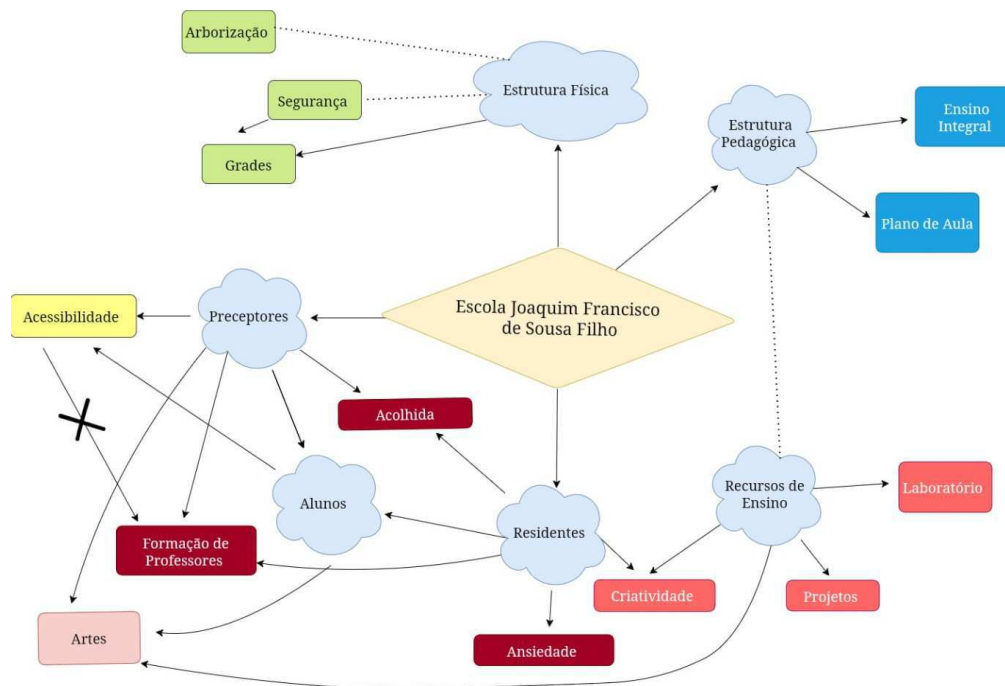 Arborização
Estrutura Física
Segurança
Grades
Estrutura
Pedagógica
Ensino
Integral
Plano de Aula
Escola Joaquim Francisco
de Sousa Filho
Preceptores
Acessibilidade
Acolhida
Alunos
Residentes
Recursos de
Ensino
Laboratório
Formação de
Professores
Criatividade
Projetos
Artes
Ansiedade